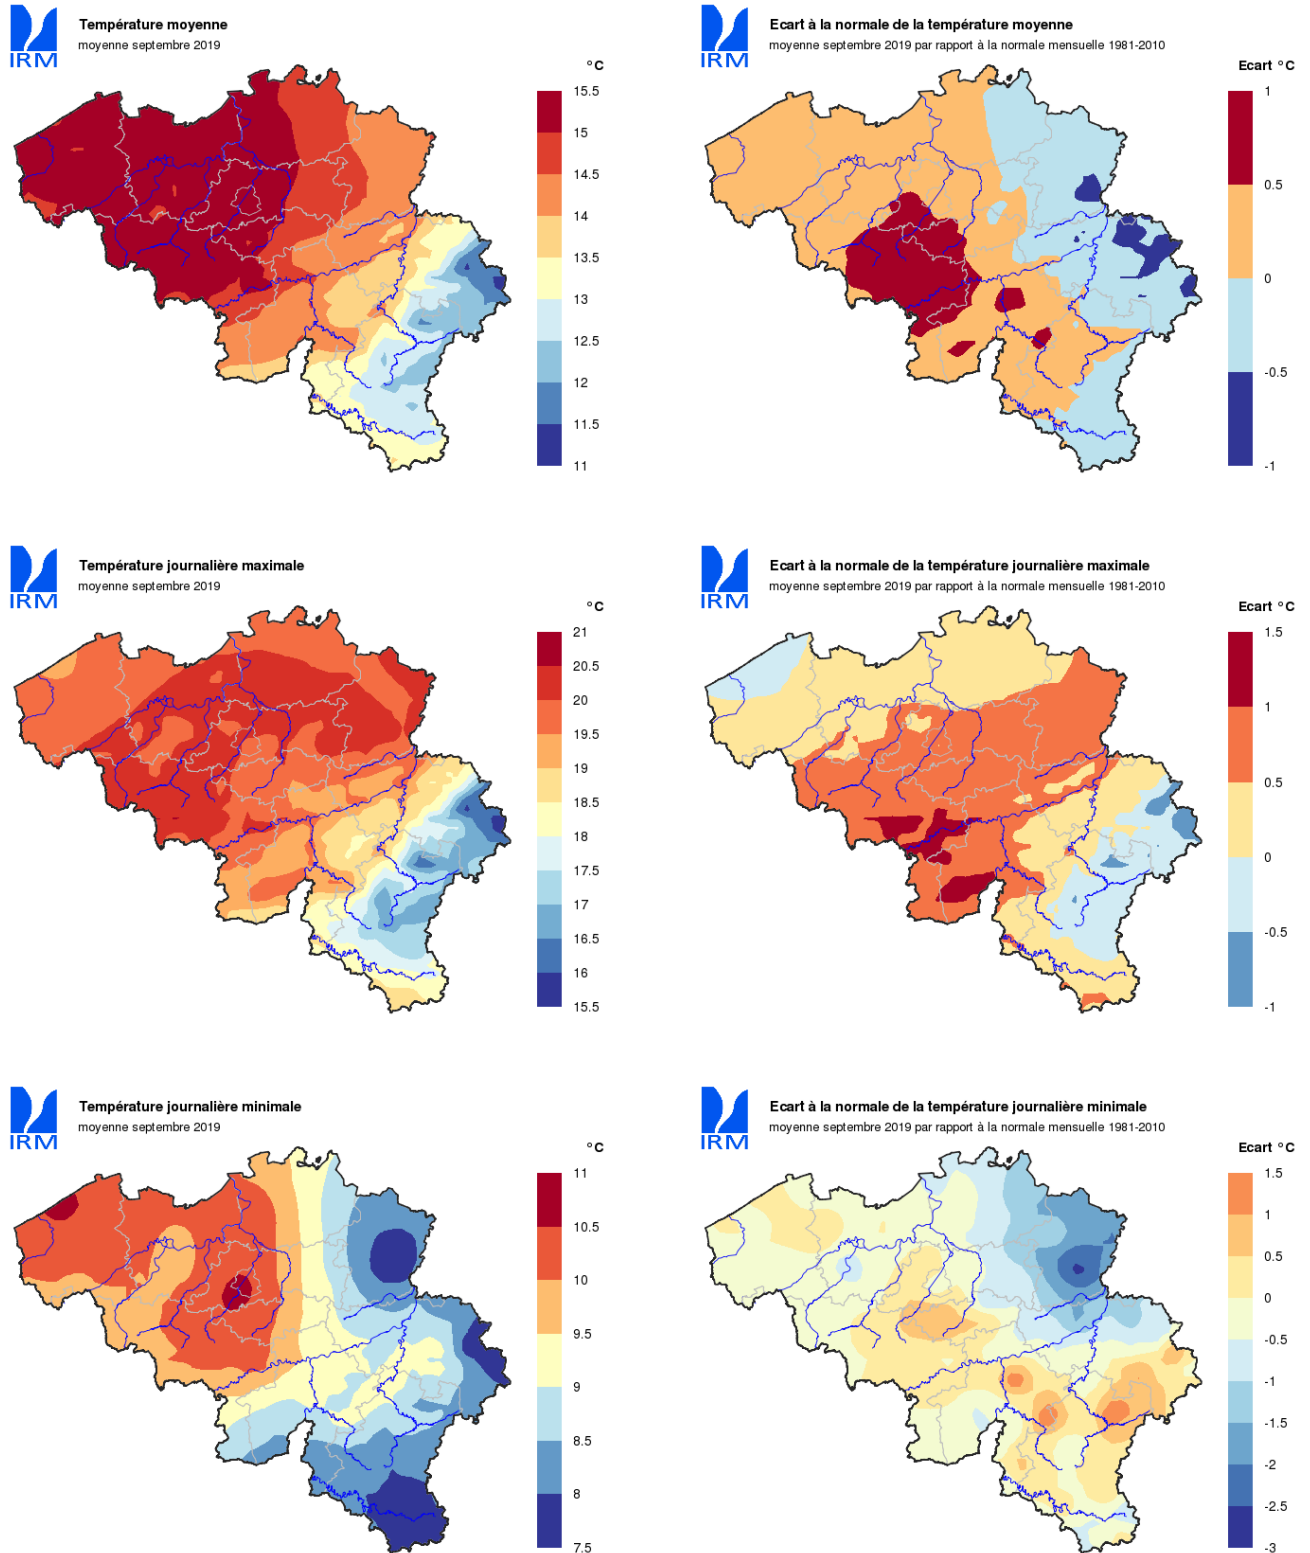 IRM
Température moyenne
moyenne septembre 2019
°C
15.5
15
14.5
14
13.5
13
12.5
12
11.5
11
IRM
Ecart à la normale de la température moyenne
moyenne septembre 2019 par rapport à la normale mensuelle 1981-2010
Ecart °C
1
0.5
0
-0.5
-1
IRM
Température journalière maximale
moyenne septembre 2019
°C
21
20.5
20
19.5
19
18.5
18
17.5
17
16.5
16
15.5
IRM
Ecart à la normale de la température journalière maximale
moyenne septembre 2019 par rapport à la normale mensuelle 1981-2010
Ecart °C
1.5
1
0.5
0
-0.5
-1
IRM
Température journalière minimale
moyenne septembre 2019
°C
11
10.5
10
9.5
9
8.5
8
7.5
IRM
Ecart à la normale de la température journalière minimale
moyenne septembre 2019 par rapport à la normale mensuelle 1981-2010
Ecart °C
1.5
1
0.5
0
-0.5
-1
-1.5
-2
-2.5
-3